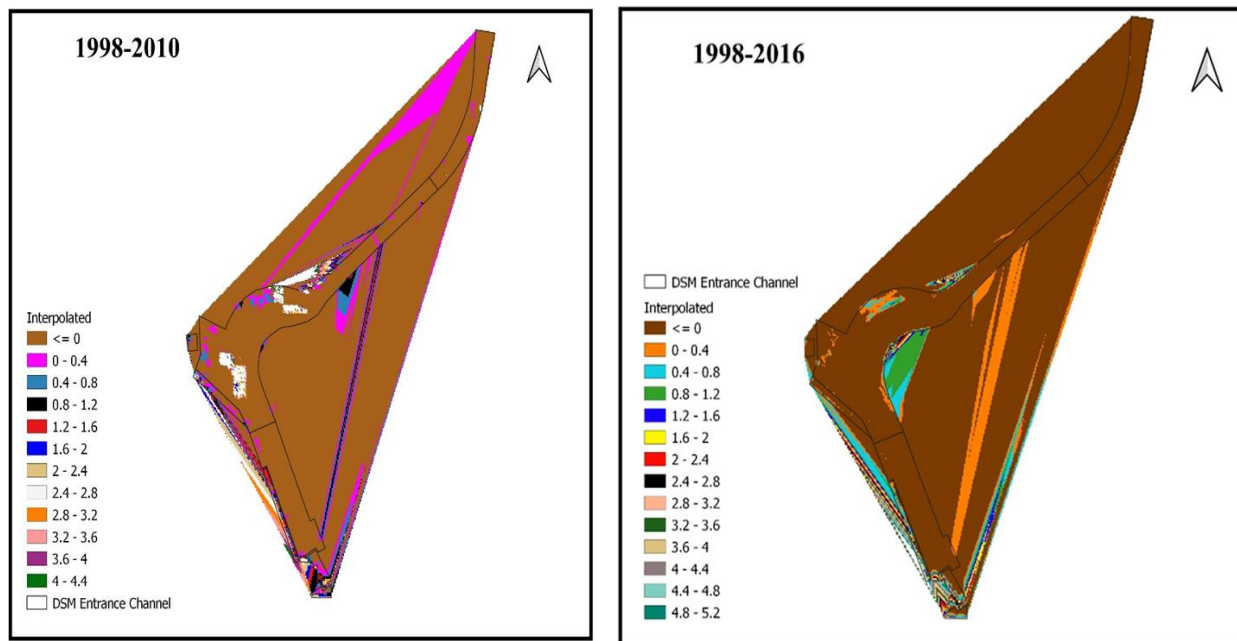 1998-2010
Interpolated
<= 0
0 - 0.4
0.4 - 0.8
0.8 - 1.2
1.2 - 1.6
1.6 - 2
2 - 2.4
2.4 - 2.8
2.8 - 3.2
3.2 - 3.6
3.6 - 4
4 - 4.4
DSM Entrance Channel
1998-2016
DSM Entrance Channel
Interpolated
<= 0
0 - 0.4
0.4 - 0.8
0.8 - 1.2
1.2 - 1.6
1.6 - 2
2 - 2.4
2.4 - 2.8
2.8 - 3.2
3.2 - 3.6
3.6 - 4
4 - 4.4
4.4 - 4.8
4.8 - 5.2